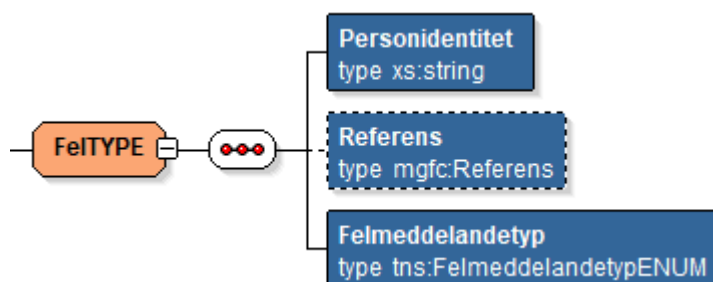 Personidentitet
type xs:string
FelTYPE
Referens
type mgfc:Referens
Felmeddelandetyp
type tns:FelmeddelandetypENUM